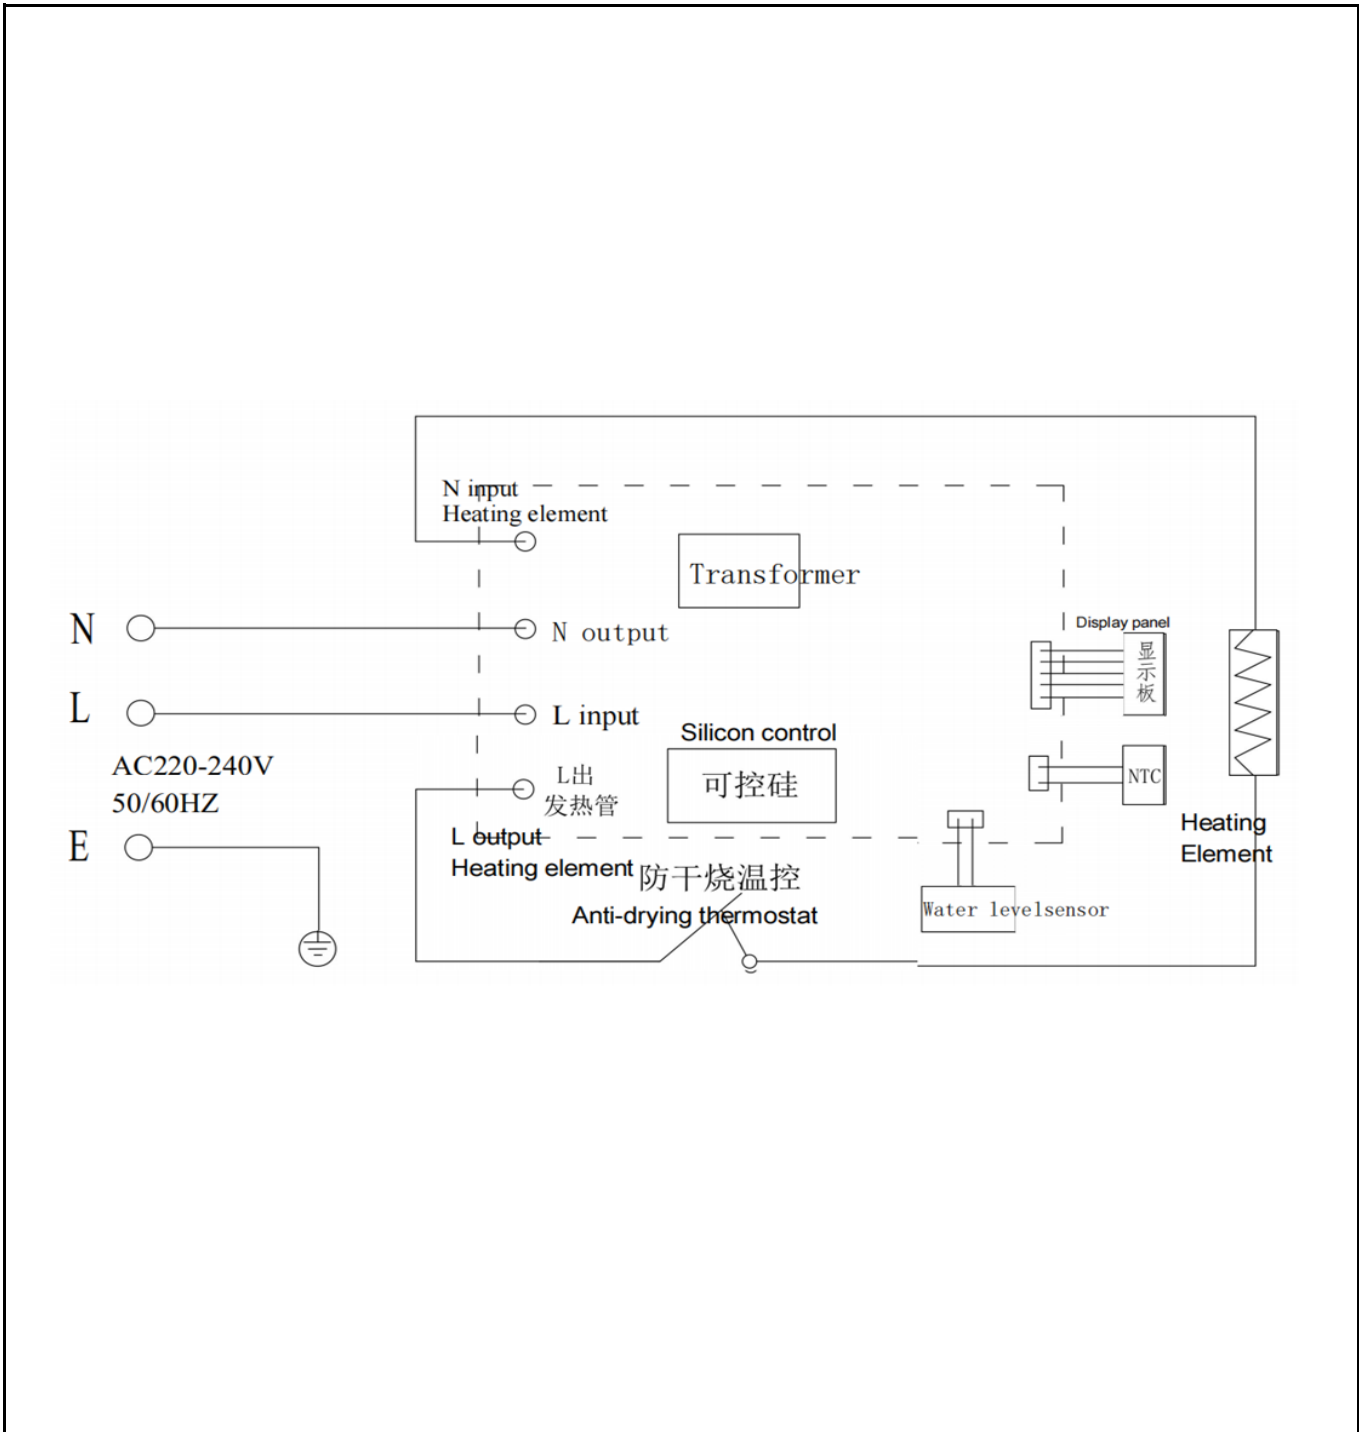 N input
Heating element
Transformer
N
N output
Display panel
显
示
板
L
L input
Silicon control
AC220-240V
50/60HZ
L出
发热管
可控硅
NTC
E
L output
Heating element
Heating
Element
防干烧温控
Anti-drying thermostat
Water levelsensor